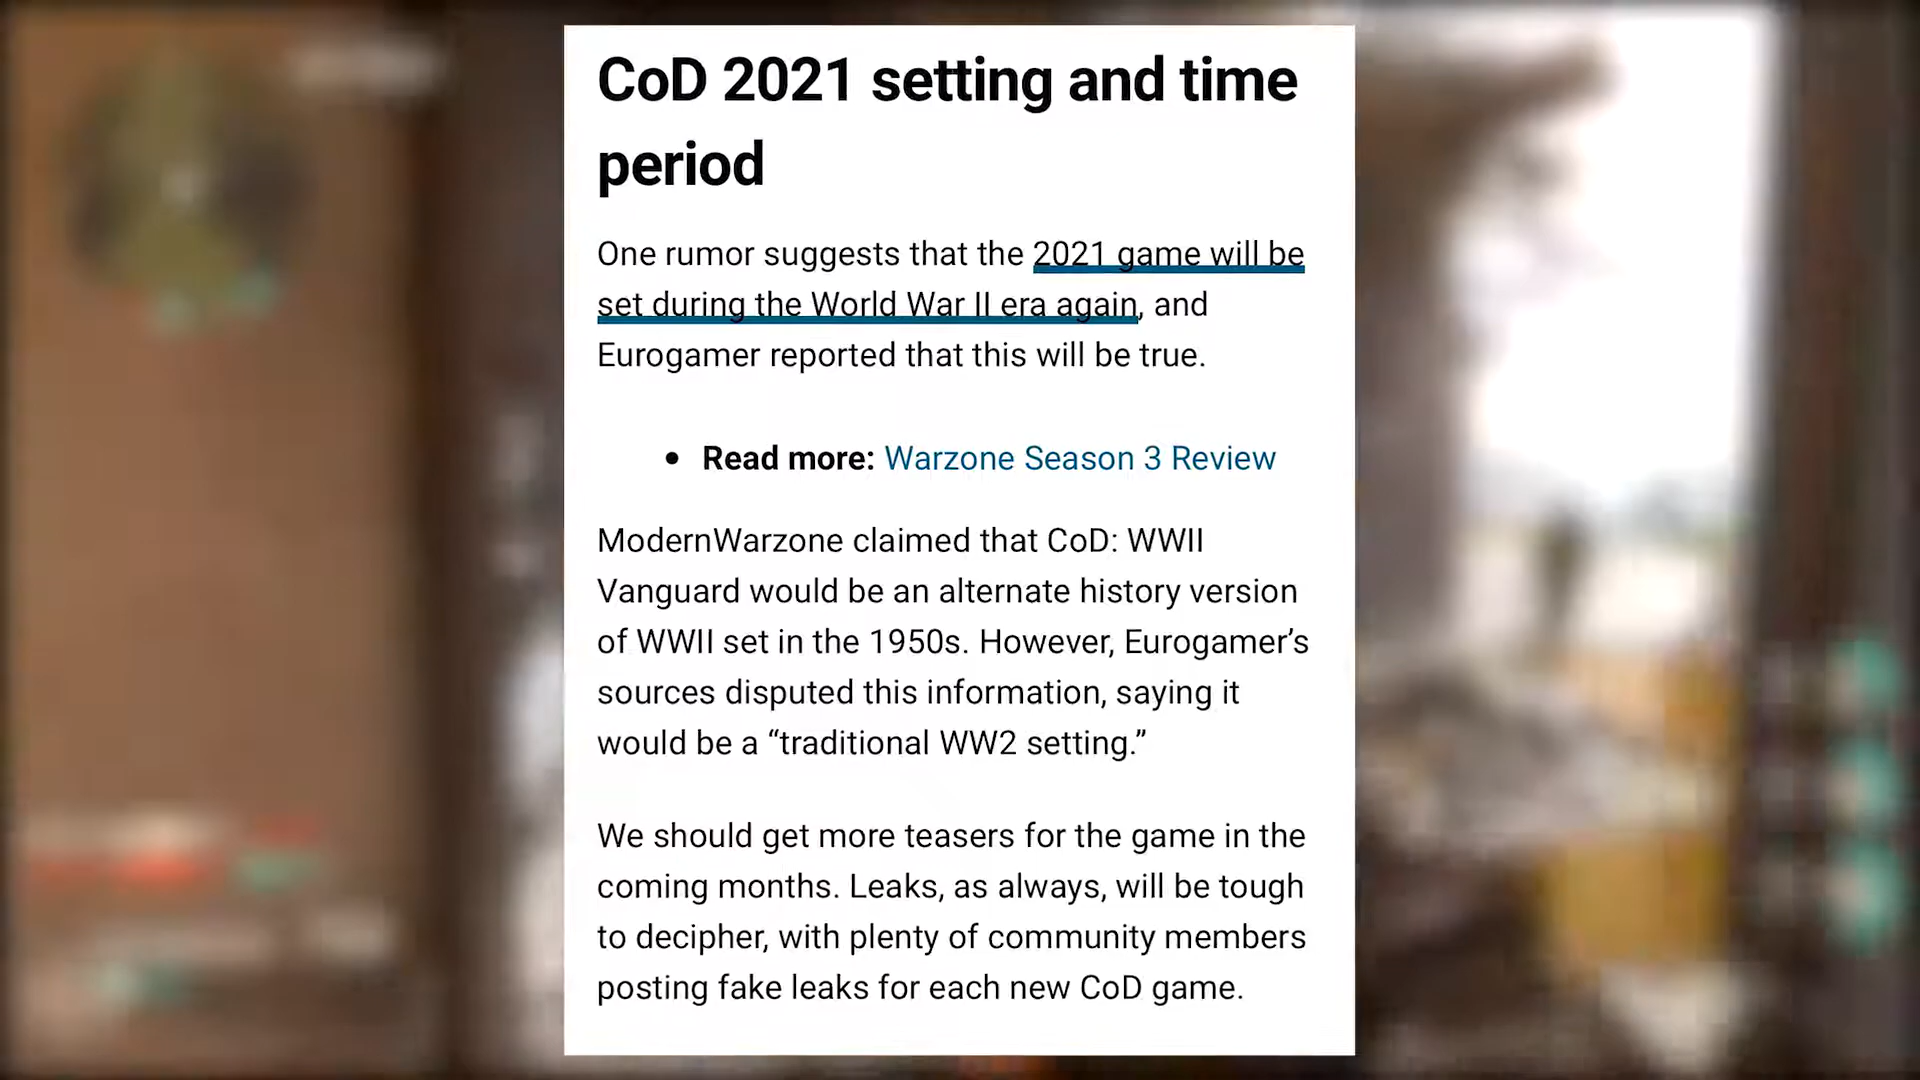 CoD 2021 setting and time
period
One rumor suggests that the 2021 game will be
set during the World War II era again, and
Eurogamer reported that this will be true.
• Read more: Warzone Season 3 Review
ModernWarzone claimed that CoD: WWII
Vanguard would be an alternate history version
of WWII set in the 1950s. However, Eurogamer’s
sources disputed this information, saying it
would be a “traditional WW2 setting.”
We should get more teasers for the game in the
coming months. Leaks, as always, will be tough
to decipher, with plenty of community members
posting fake leaks for each new CoD game.